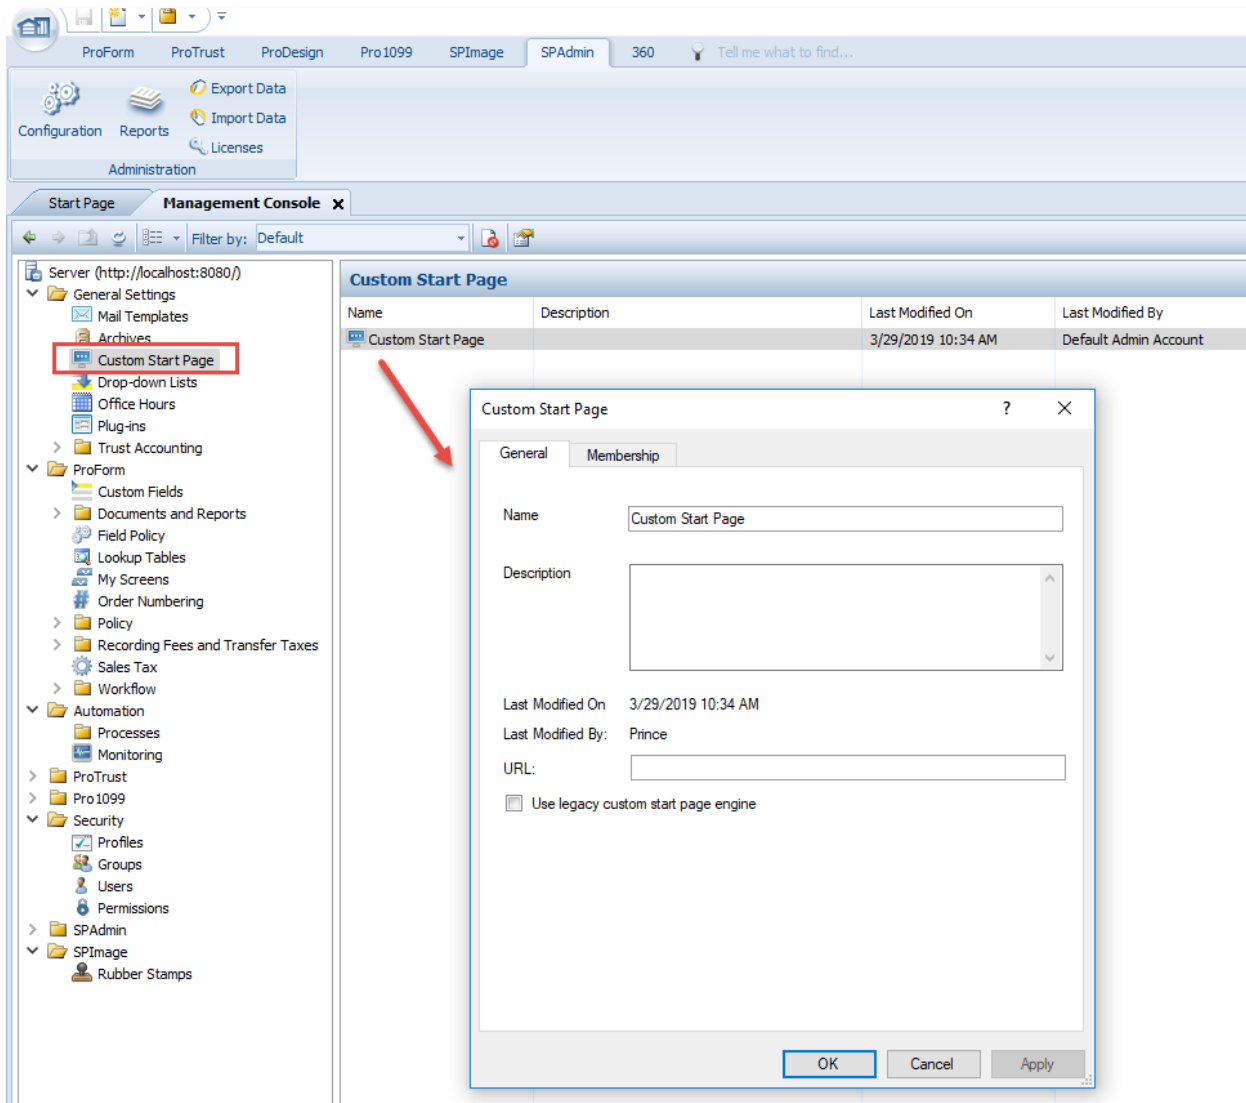 ProForm ProTrust ProDesign Pro1099 SPImage SPAdmin 360 Tell me what to find...
Export Data
Import Data
Configuration Reports
Licenses
Administration
Start Page Management Console
Filter by: Default
Server (http://localhost:8080/)
General Settings
Mail Templates
Archives
Custom Start Page
Drop-down Lists
Office Hours
Plug-ins
Trust Accounting
ProForm
Custom Fields
Documents and Reports
Field Policy
Lookup Tables
My Screens
Order Numbering
Policy
Recording Fees and Transfer Taxes
Sales Tax
Workflow
Automation
Processes
Monitoring
ProTrust
Pro1099
Security
Profiles
Groups
Users
Permissions
SPAdmin
SPImage
Rubber Stamps
Custom Start Page
Name Description Last Modified On Last Modified By
Custom Start Page 3/29/2019 10:34 AM Default Admin Account
Custom Start Page ?
General Membership
Name Custom Start Page
Description
Last Modified On 3/29/2019 10:34 AM
Last Modified By: Prince
URL:
Use legacy custom start page engine
OK Cancel Apply